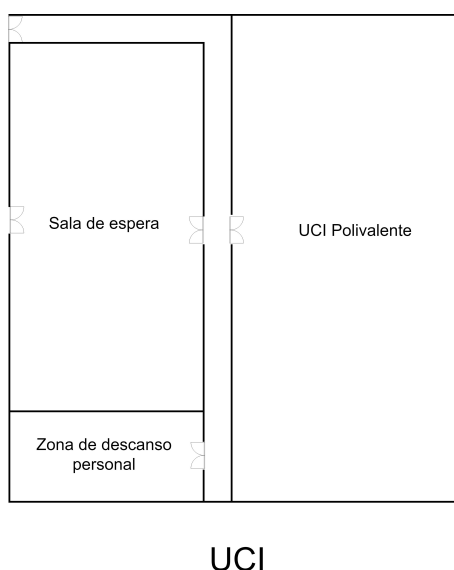 Sala de espera
UCI Polivalente
Zona de descanso
personal
UCI